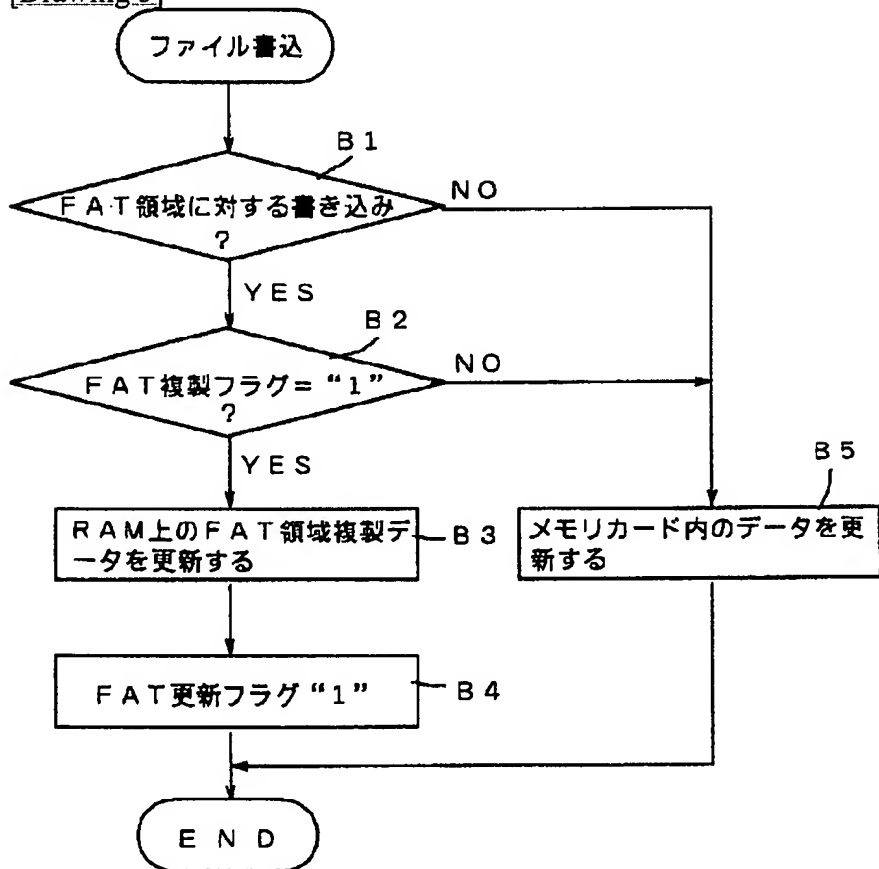 ファイル書込
B1
FAT領域に対する書き込み
?
NO
YES
B2
FAT複製フラグ=“1”
?
NO
YES
B5
RAM上のFAT領域複製デ
ータを更新する
B3
メモリカード内のデータを更
新する
FAT更新フラグ“1”
B4
END